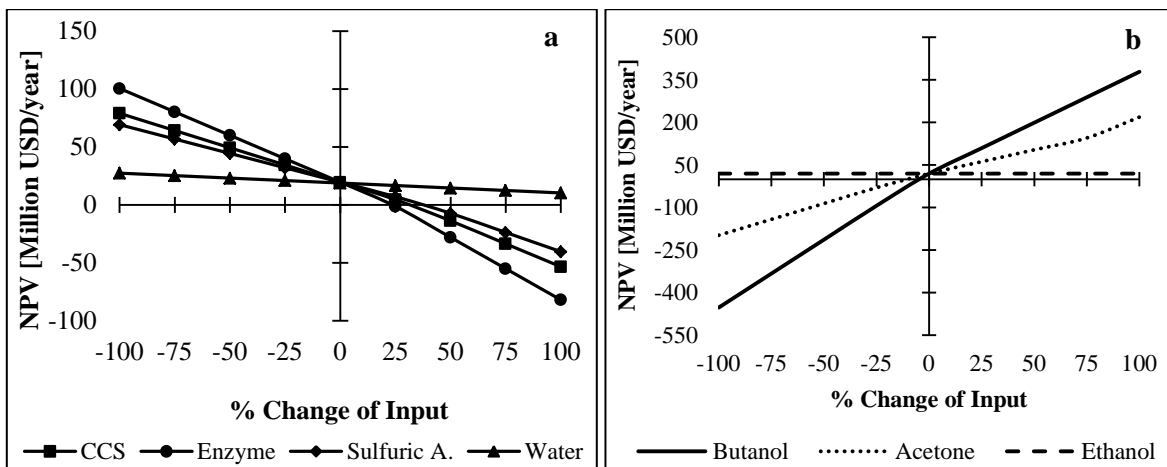 a
NPV [Million USD/year]
150
100
50
0
-50
-100
-100 -75 -50 -25 0 25 50 75 100
% Change of Input
CCS Enzyme Sulfuric A. Water
b
NPV [Million USD/year]
500
350
200
50
-100
-250
-400
-550
-100 -75 -50 -25 0 25 50 75 100
% Change of Input
Butanol Acetone Ethanol